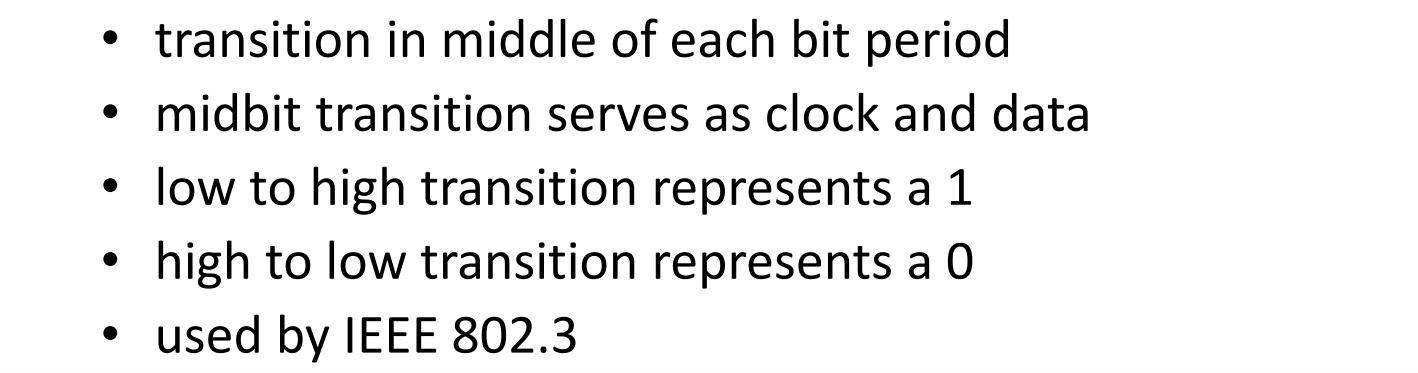 • transition in middle of each bit period
• midbit transition serves as clock and data
• low to high transition represents a 1
• high to low transition represents a 0
• used by IEEE 802.3